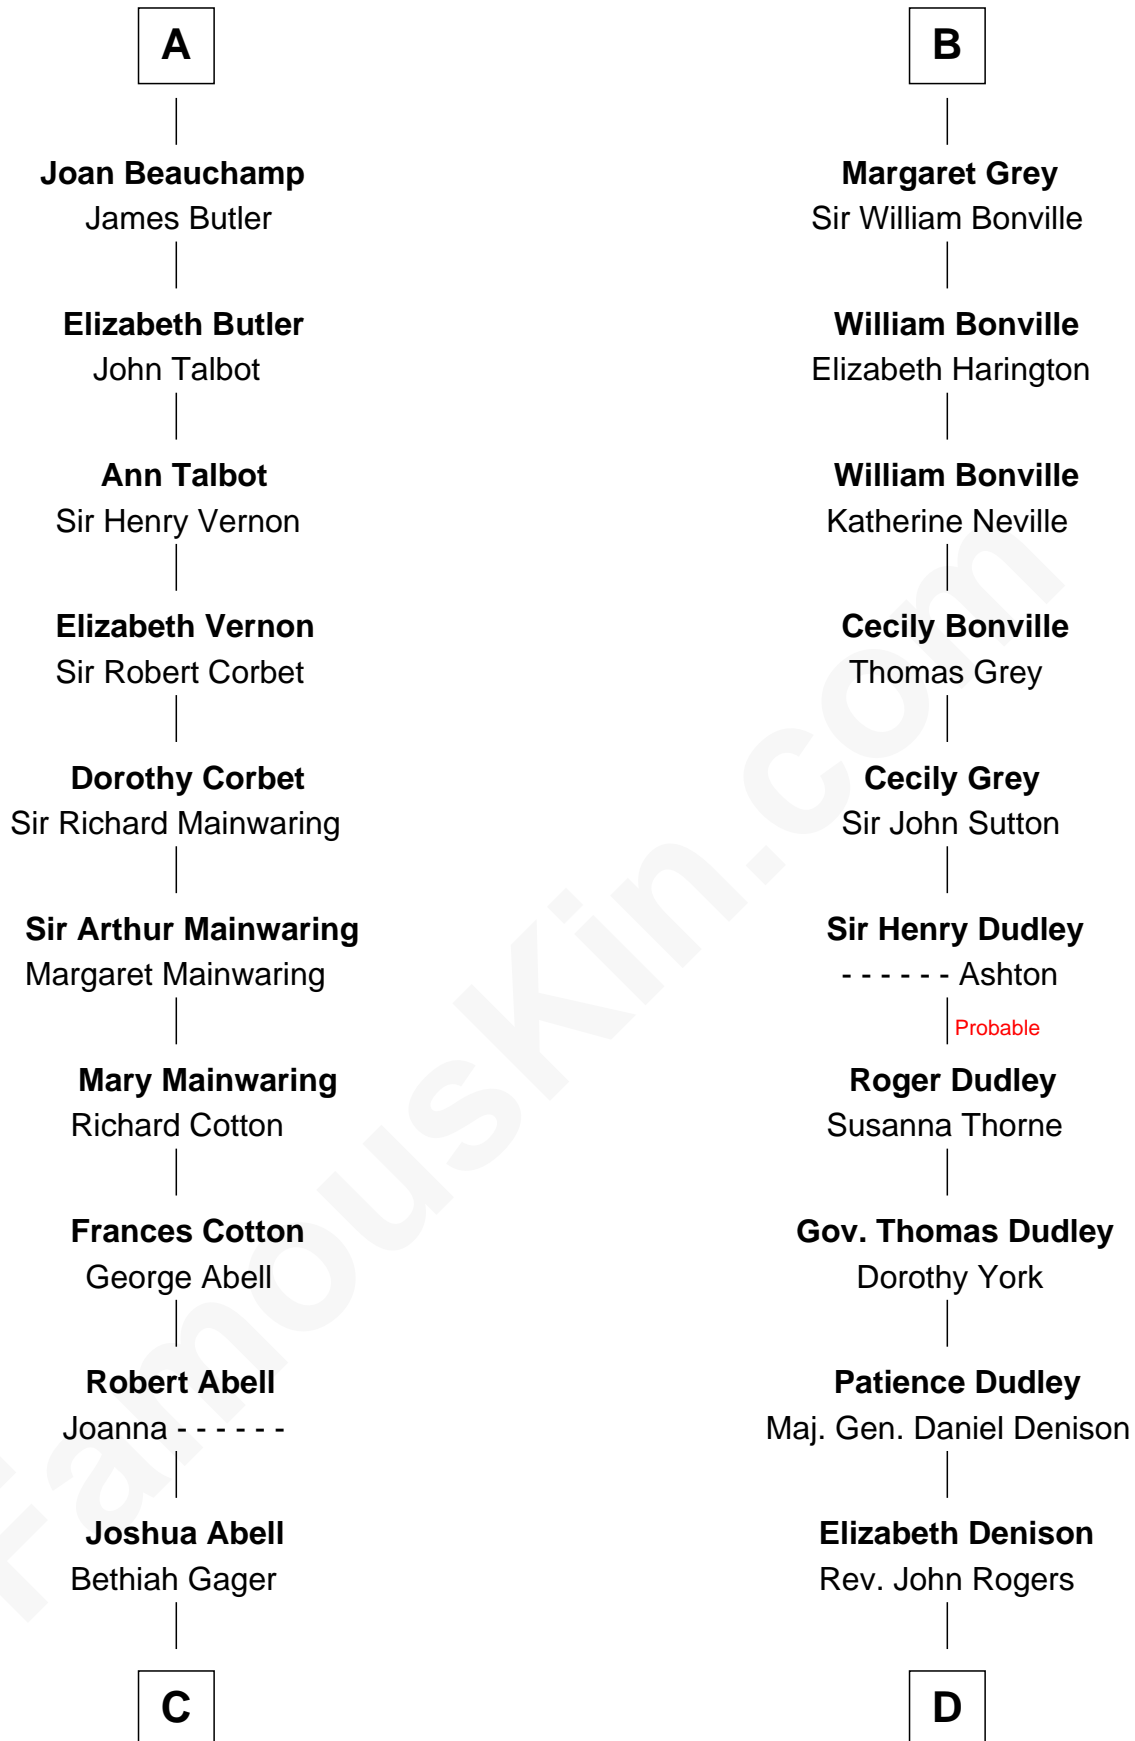 A
Joan Beauchamp
James Butler
Elizabeth Butler
John Talbot
Ann Talbot
Sir Henry Vernon
Elizabeth Vernon
Sir Robert Corbet
Dorothy Corbet
Sir Richard Mainwaring
Sir Arthur Mainwaring
Margaret Mainwaring
Mary Mainwaring
Richard Cotton
Frances Cotton
George Abell
Robert Abell
Joanna - - - - - -
Joshua Abell
Bethiah Gager
C
B
Margaret Grey
Sir William Bonville
William Bonville
Elizabeth Harington
William Bonville
Katherine Neville
Cecily Bonville
Thomas Grey
Cecily Grey
Sir John Sutton
Sir Henry Dudley
- - - - - - Ashton
Probable
Roger Dudley
Susanna Thorne
Gov. Thomas Dudley
Dorothy York
Patience Dudley
Maj. Gen. Daniel Denison
Elizabeth Denison
Rev. John Rogers
D
FamousKin.com